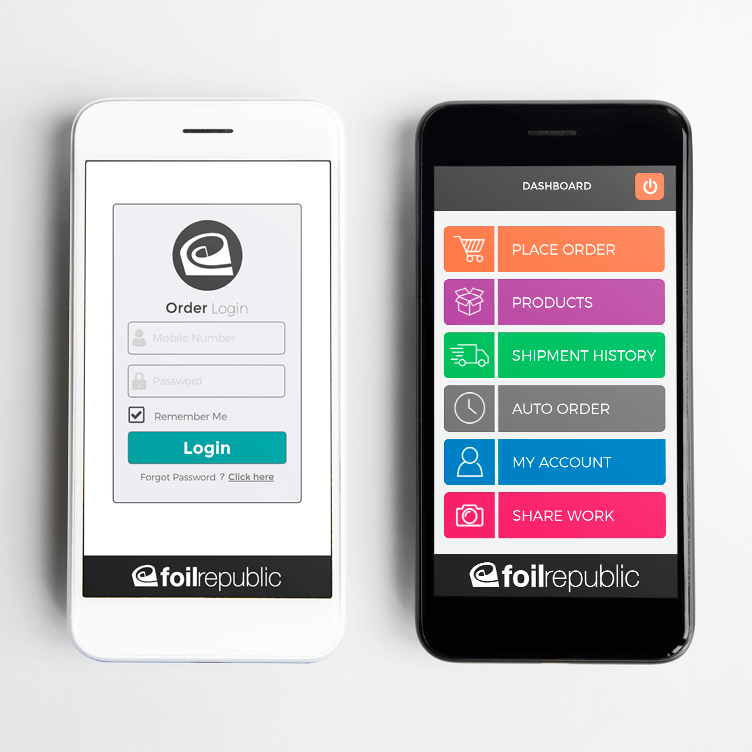 Order Login
Mobile Number
Password
Remember Me
Login
Forgot Password ? Click here
foilrepublic
DASHBOARD
PLACE ORDER
PRODUCTS
SHIPMENT HISTORY
AUTO ORDER
MY ACCOUNT
SHARE WORK
foilrepublic